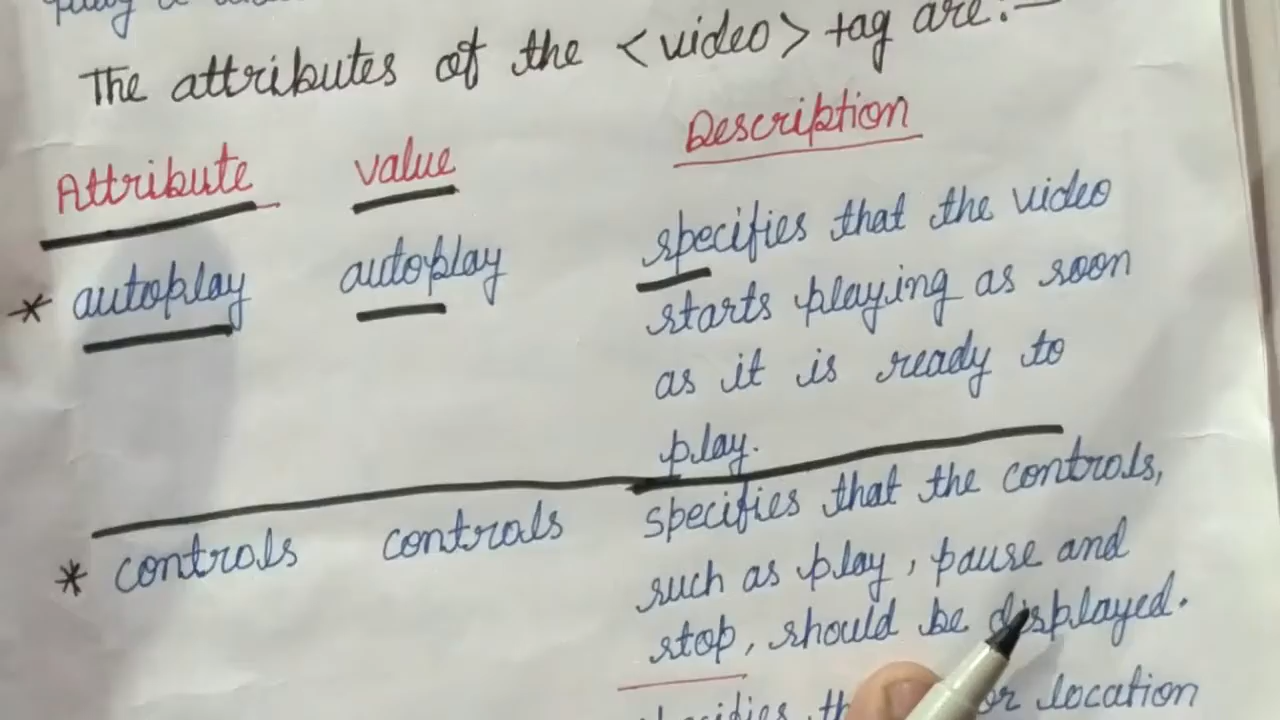 The attributes of the <video> tag are:-
Attribute value Description
* autoplay autoplay specifies that the video
starts playing as soon
as it is ready to
play.
* controls controls specifies that the controls,
such as play, pause and
stop, should be displayed.
specifies or location